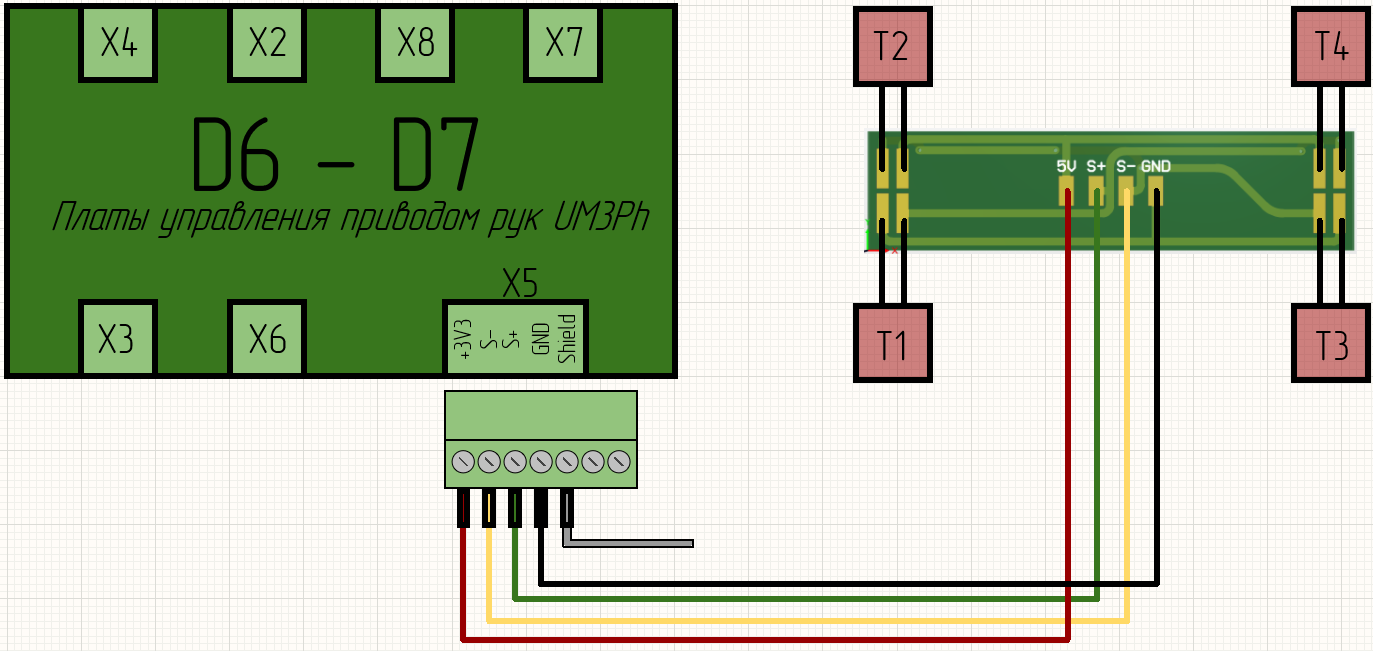 X4 X2 X8 X7
D6 – D7
Платы управления приводом рук UM3Ph
X5
X3 X6 +3V3 S- S+ GND Shield
T2 T4
5V S+ S- GND
T1 T3